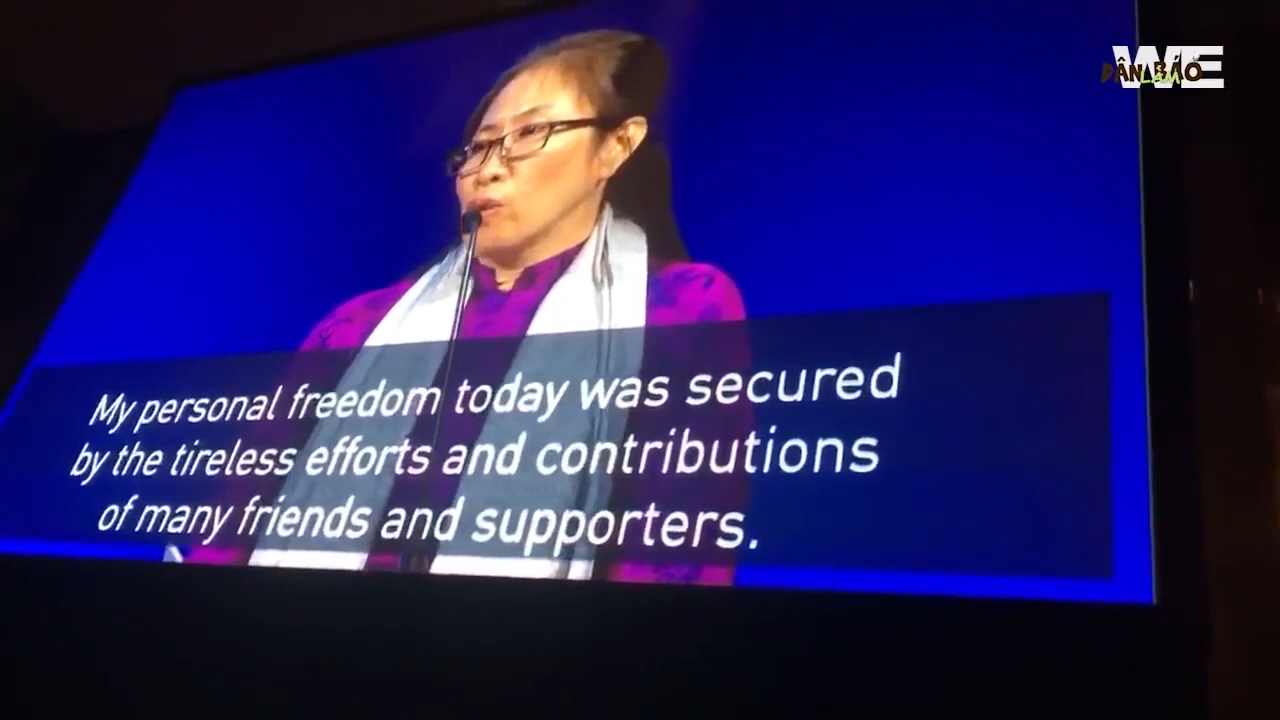 WE
DÂN LÀM BÁO
My personal freedom today was secured
by the tireless efforts and contributions
of many friends and supporters.